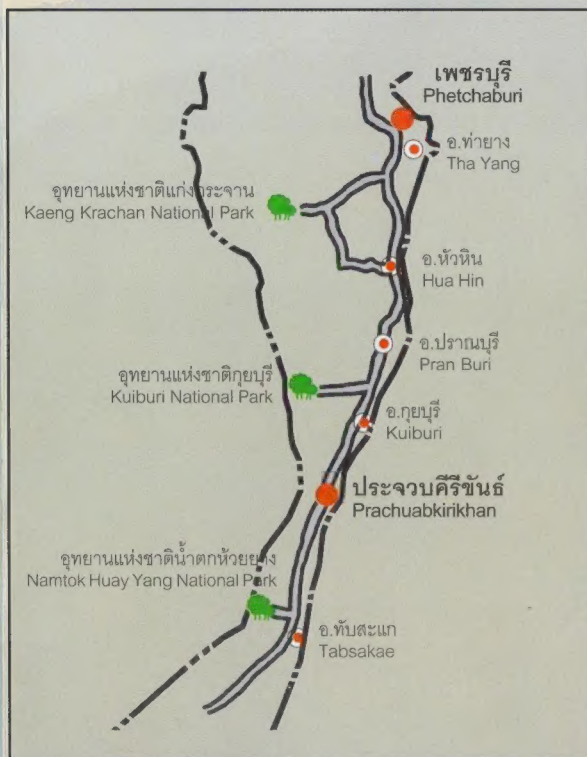 เพชรบุรี
Phetchaburi
อ.ท่ายาง
Tha Yang
อุทยานแห่งชาติแก่งกระจาน
Kaeng Krachan National Park
อ.หัวหิน
Hua Hin
อ.ปราณบุรี
Pran Buri
อุทยานแห่งชาติกุยบุรี
Kuiburi National Park
อ.กุยบุรี
Kuiburi
ประจวบคีรีขันธ์
Prachuabkirikhan
อุทยานแห่งชาติน้ำตกห้วยยาง
Namtok Huay Yang National Park
อ.ทับสะแก
Tabsakae